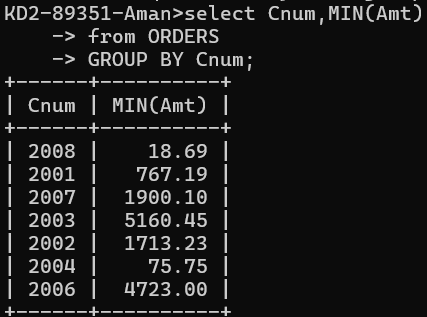 KD2-89351-Aman>select Cnum,MIN(Amt)
    -> from ORDERS
    -> GROUP BY Cnum;
+------+----------+
| Cnum | MIN(Amt) |
+------+----------+
| 2008 |    18.69 |
| 2001 |   767.19 |
| 2007 |  1900.10 |
| 2003 |  5160.45 |
| 2002 |  1713.23 |
| 2004 |    75.75 |
| 2006 |  4723.00 |
+------+----------+